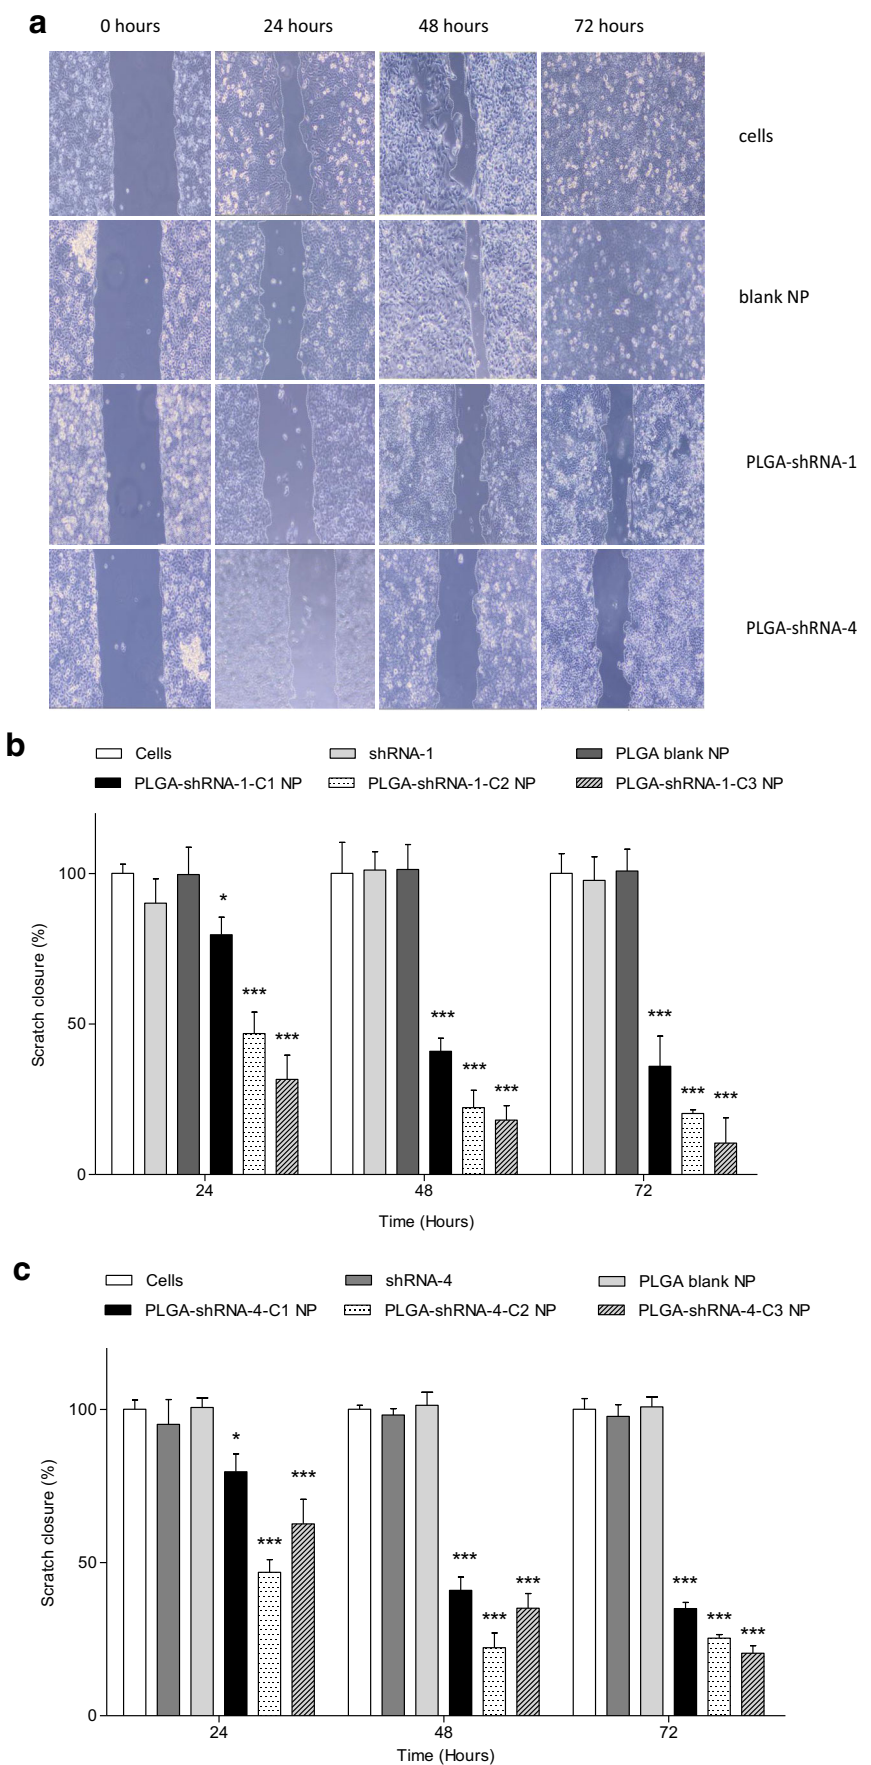 a
0 hours 24 hours 48 hours 72 hours
cells
blank NP
PLGA-shRNA-1
PLGA-shRNA-4
b
Cells shRNA-1 PLGA blank NP
PLGA-shRNA-1-C1 NP PLGA-shRNA-1-C2 NP PLGA-shRNA-1-C3 NP
Scratch closure (%)
100
50
0
* *** ***
*** *** ***
*** *** ***
24 48 72
Time (Hours)
c
Cells shRNA-4 PLGA blank NP
PLGA-shRNA-4-C1 NP PLGA-shRNA-4-C2 NP PLGA-shRNA-4-C3 NP
Scratch closure (%)
100
50
0
* *** ***
*** *** ***
*** *** ***
24 48 72
Time (Hours)